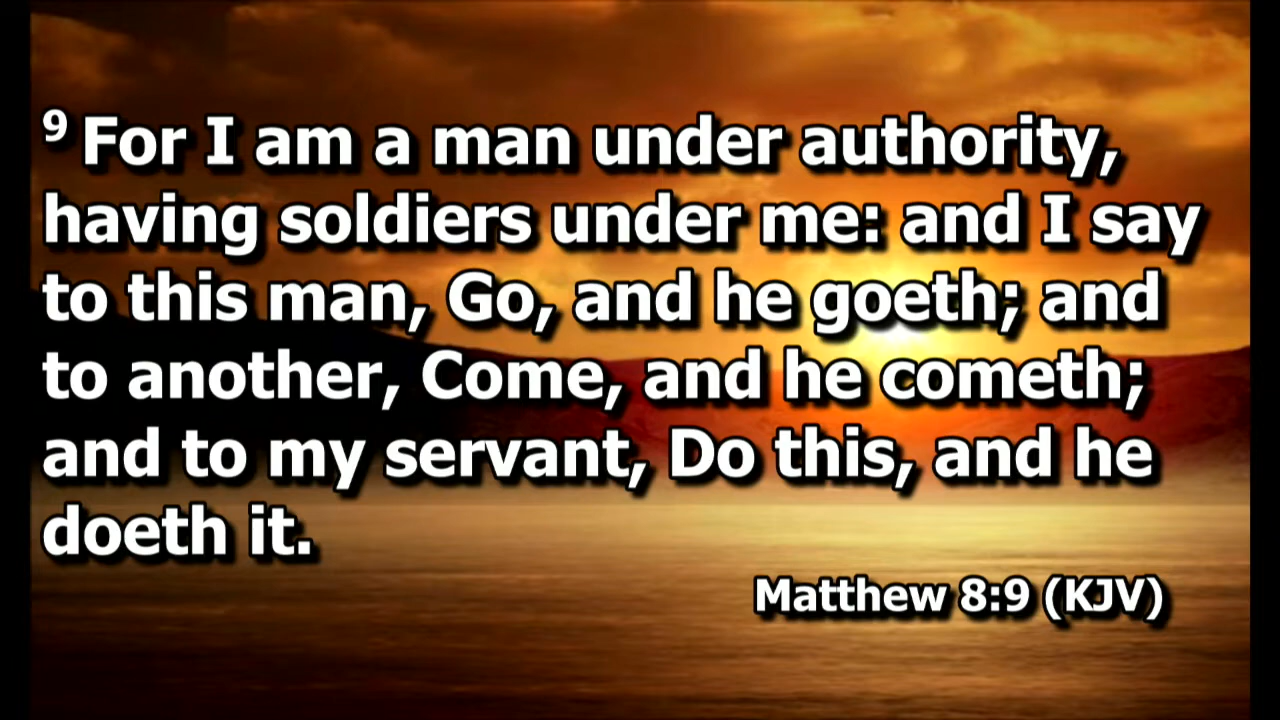 9 For I am a man under authority,
having soldiers under me: and I say
to this man, Go, and he goeth; and
to another, Come, and he cometh;
and to my servant, Do this, and he
doeth it.
Matthew 8:9 (KJV)